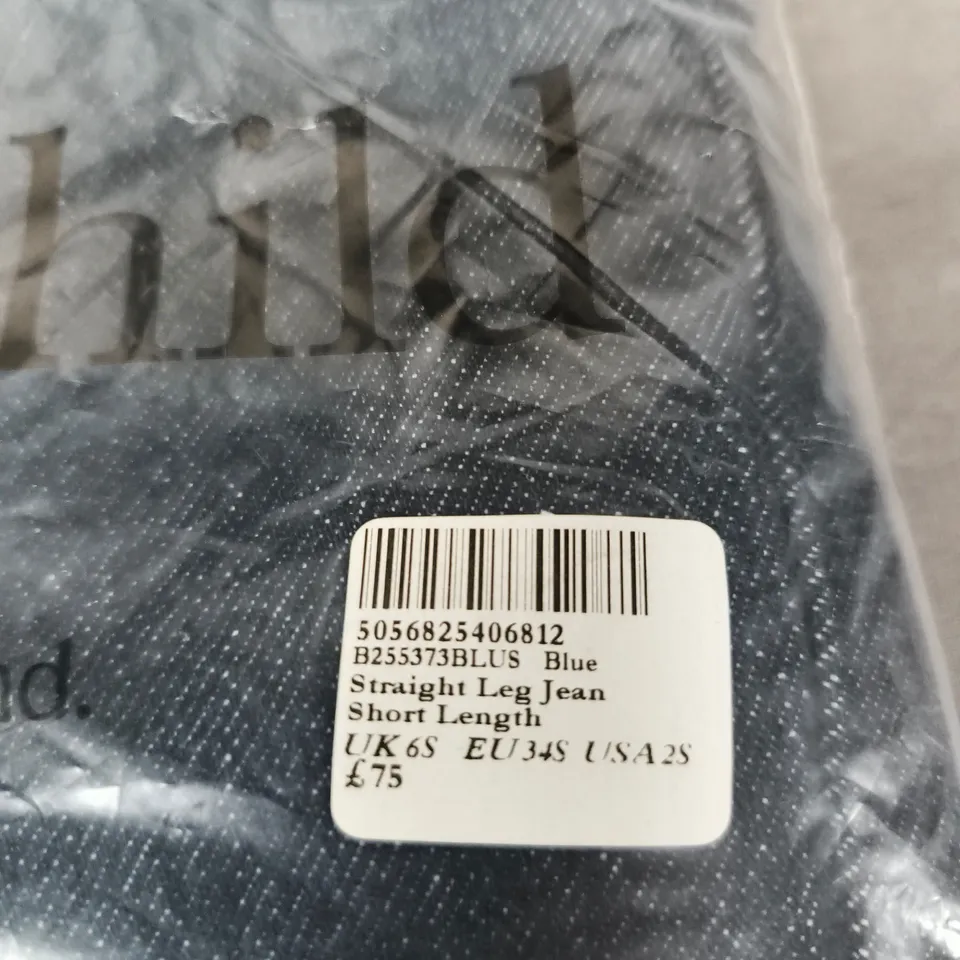 hild
nd.
5056825406812
B255373BLUS Blue
Straight Leg Jean
Short Length
UK 6S EU 34S USA 2S
£75